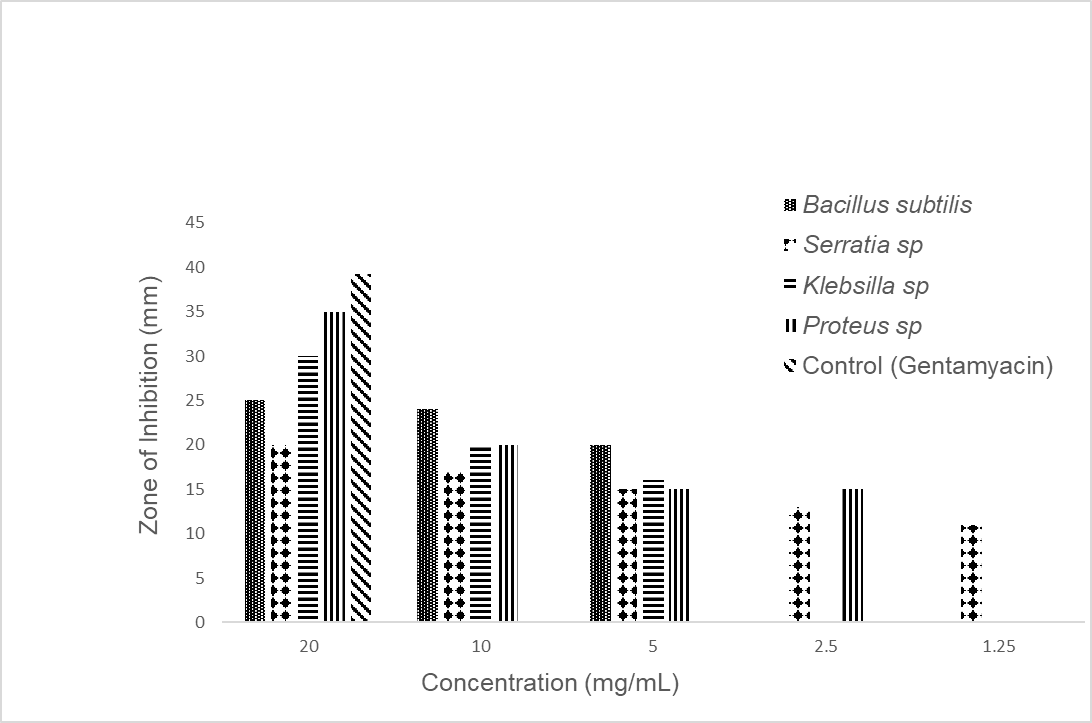 Bacillus subtilis
Serratia sp
Klebsilla sp
Proteus sp
Control (Gentamyacin)
Zone of Inhibition (mm)
45
40
35
30
25
20
15
10
5
0
20 10 5 2.5 1.25
Concentration (mg/mL)